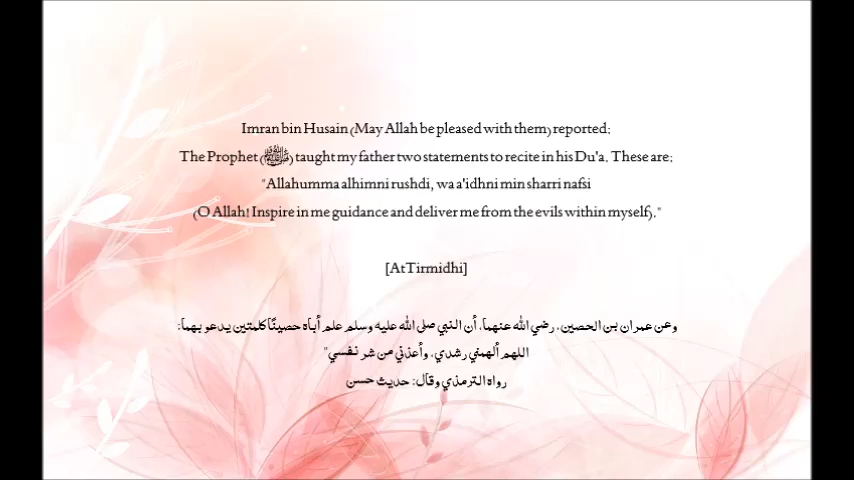 Imran bin Husain (May Allah be pleased with them) reported:
The Prophet (ﷺ) taught my father two statements to recite in his Du'a. These are:
"Allahumma alhimni rushdi, wa a'idhni min sharri nafsi
(O Allah! Inspire in me guidance and deliver me from the evils within myself)."
[AtTirmidhi]
وعن عمران بن الحصين، رضي الله عنهما، أن النبي صلى الله عليه وسلم علم أباه حصينًا كلمتين يدعو بهما:
اللهم ألهمني رشدي، وأعذني من شر نفسي"
رواه الترمذي وقال: حديث حسن